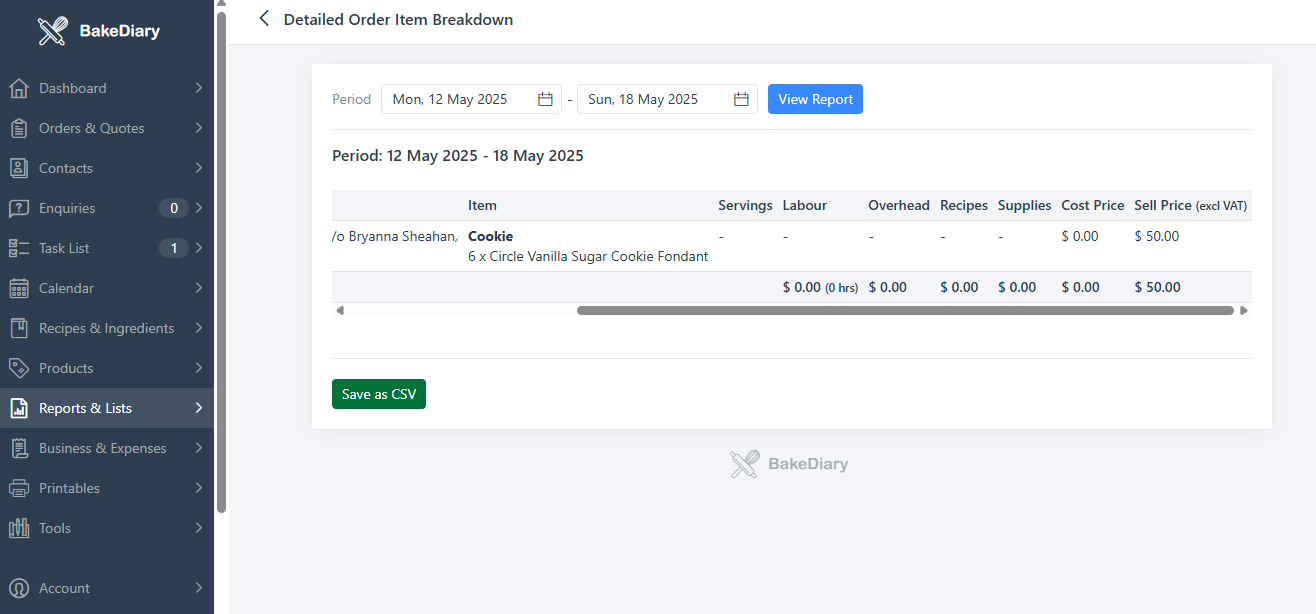 BakeDiary
Dashboard
Orders & Quotes
Contacts
Enquiries 0
Task List 1
Calendar
Recipes & Ingredients
Products
Reports & Lists
Business & Expenses
Printables
Tools
Account
Detailed Order Item Breakdown
Period Mon, 12 May 2025 - Sun, 18 May 2025 View Report
Period: 12 May 2025 - 18 May 2025
Item Servings Labour Overhead Recipes Supplies Cost Price Sell Price (excl VAT)
/o Bryanna Sheahan, Cookie - - - - - $ 0.00 $ 50.00
6 x Circle Vanilla Sugar Cookie Fondant
$ 0.00 (0 hrs) $ 0.00 $ 0.00 $ 0.00 $ 0.00 $ 50.00
Save as CSV
BakeDiary